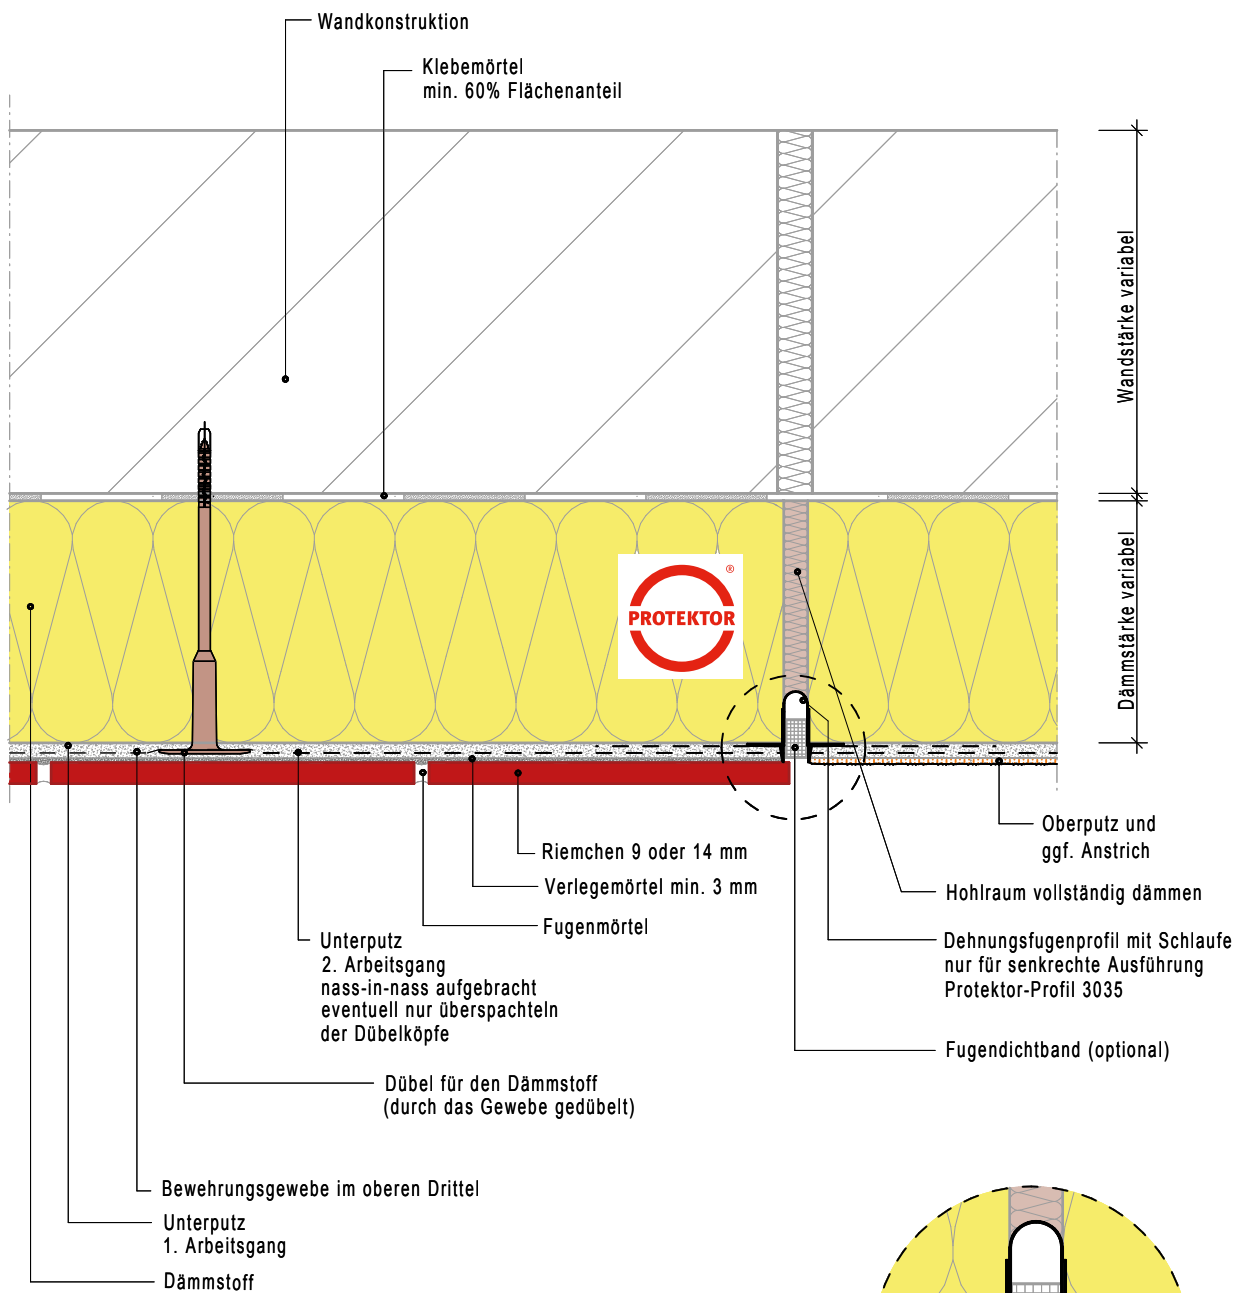 Wandkonstruktion
Klebemörtel
min. 60% Flächenanteil
Wandstärke variabel
Dämmstärke variabel
®
PROTEKTOR
Oberputz und
ggf. Anstrich
Riemchen 9 oder 14 mm
Verlegemörtel min. 3 mm
Hohlraum vollständig dämmen
Fugenmörtel
Dehnungsfugenprofil mit Schlaufe
nur für senkrechte Ausführung
Protektor-Profil 3035
Unterputz
2. Arbeitsgang
nass-in-nass aufgebracht
eventuell nur überspachteln
der Dübelköpfe
Fugendichtband (optional)
Dübel für den Dämmstoff
(durch das Gewebe gedübelt)
Bewehrungsgewebe im oberen Drittel
Unterputz
1. Arbeitsgang
Dämmstoff